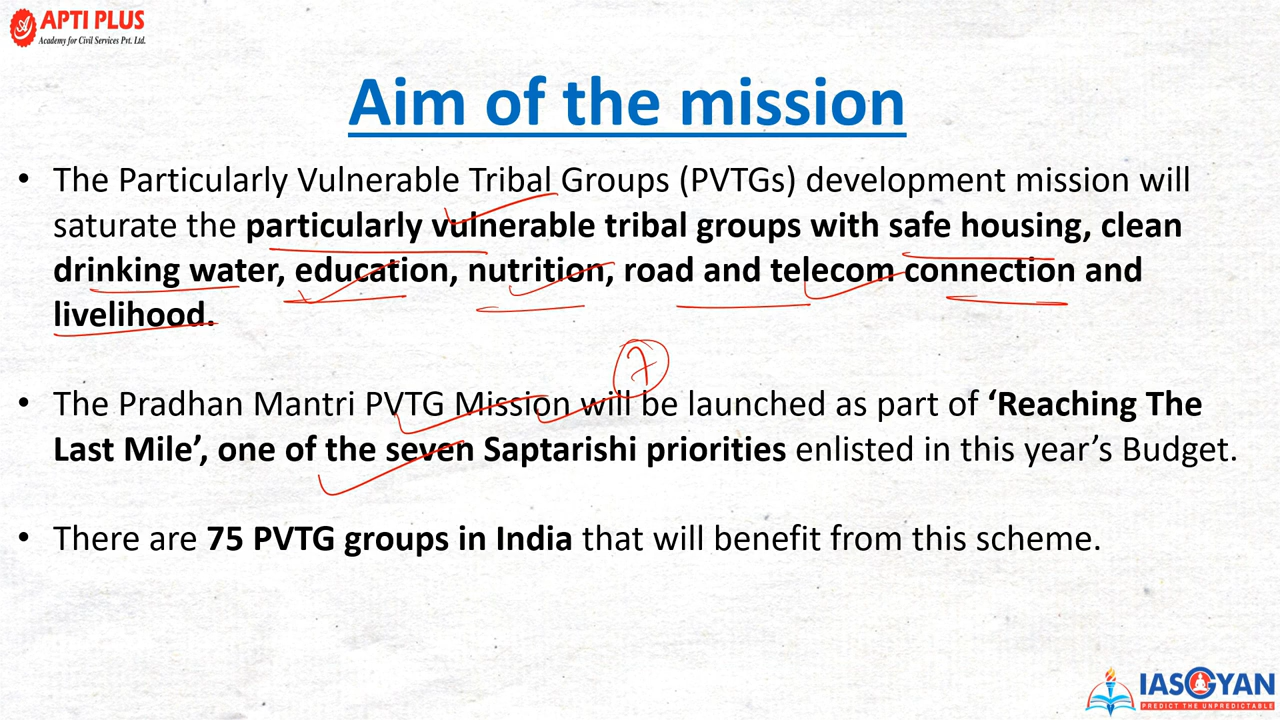 APTI PLUS
Academy for Civil Services Pvt. Ltd.
Aim of the mission
• The Particularly Vulnerable Tribal Groups (PVTGs) development mission will
saturate the particularly vulnerable tribal groups with safe housing, clean
drinking water, education, nutrition, road and telecom connection and
livelihood.
7
• The Pradhan Mantri PVTG Mission will be launched as part of ‘Reaching The
Last Mile’, one of the seven Saptarishi priorities enlisted in this year’s Budget.
• There are 75 PVTG groups in India that will benefit from this scheme.
IASGYAN
PREDICT THE UNPREDICTABLE